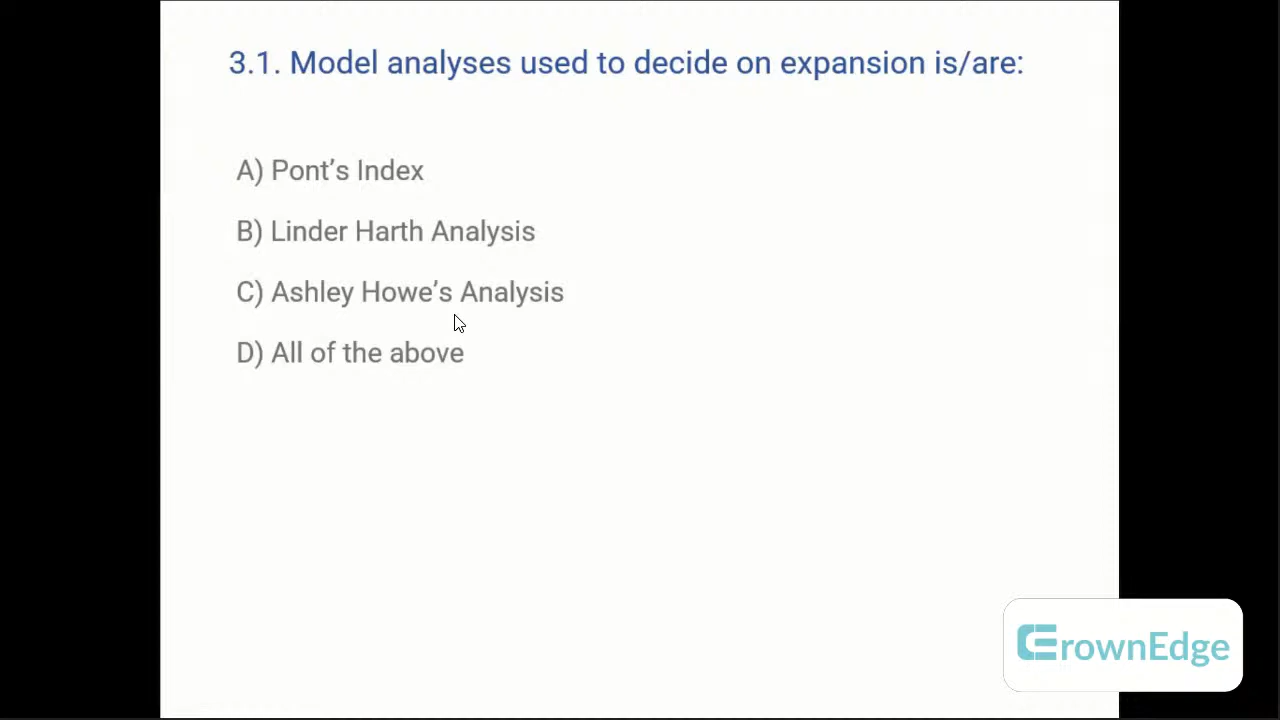 3.1. Model analyses used to decide on expansion is/are:
A) Pont’s Index
B) Linder Harth Analysis
C) Ashley Howe’s Analysis
D) All of the above
CrownEdge